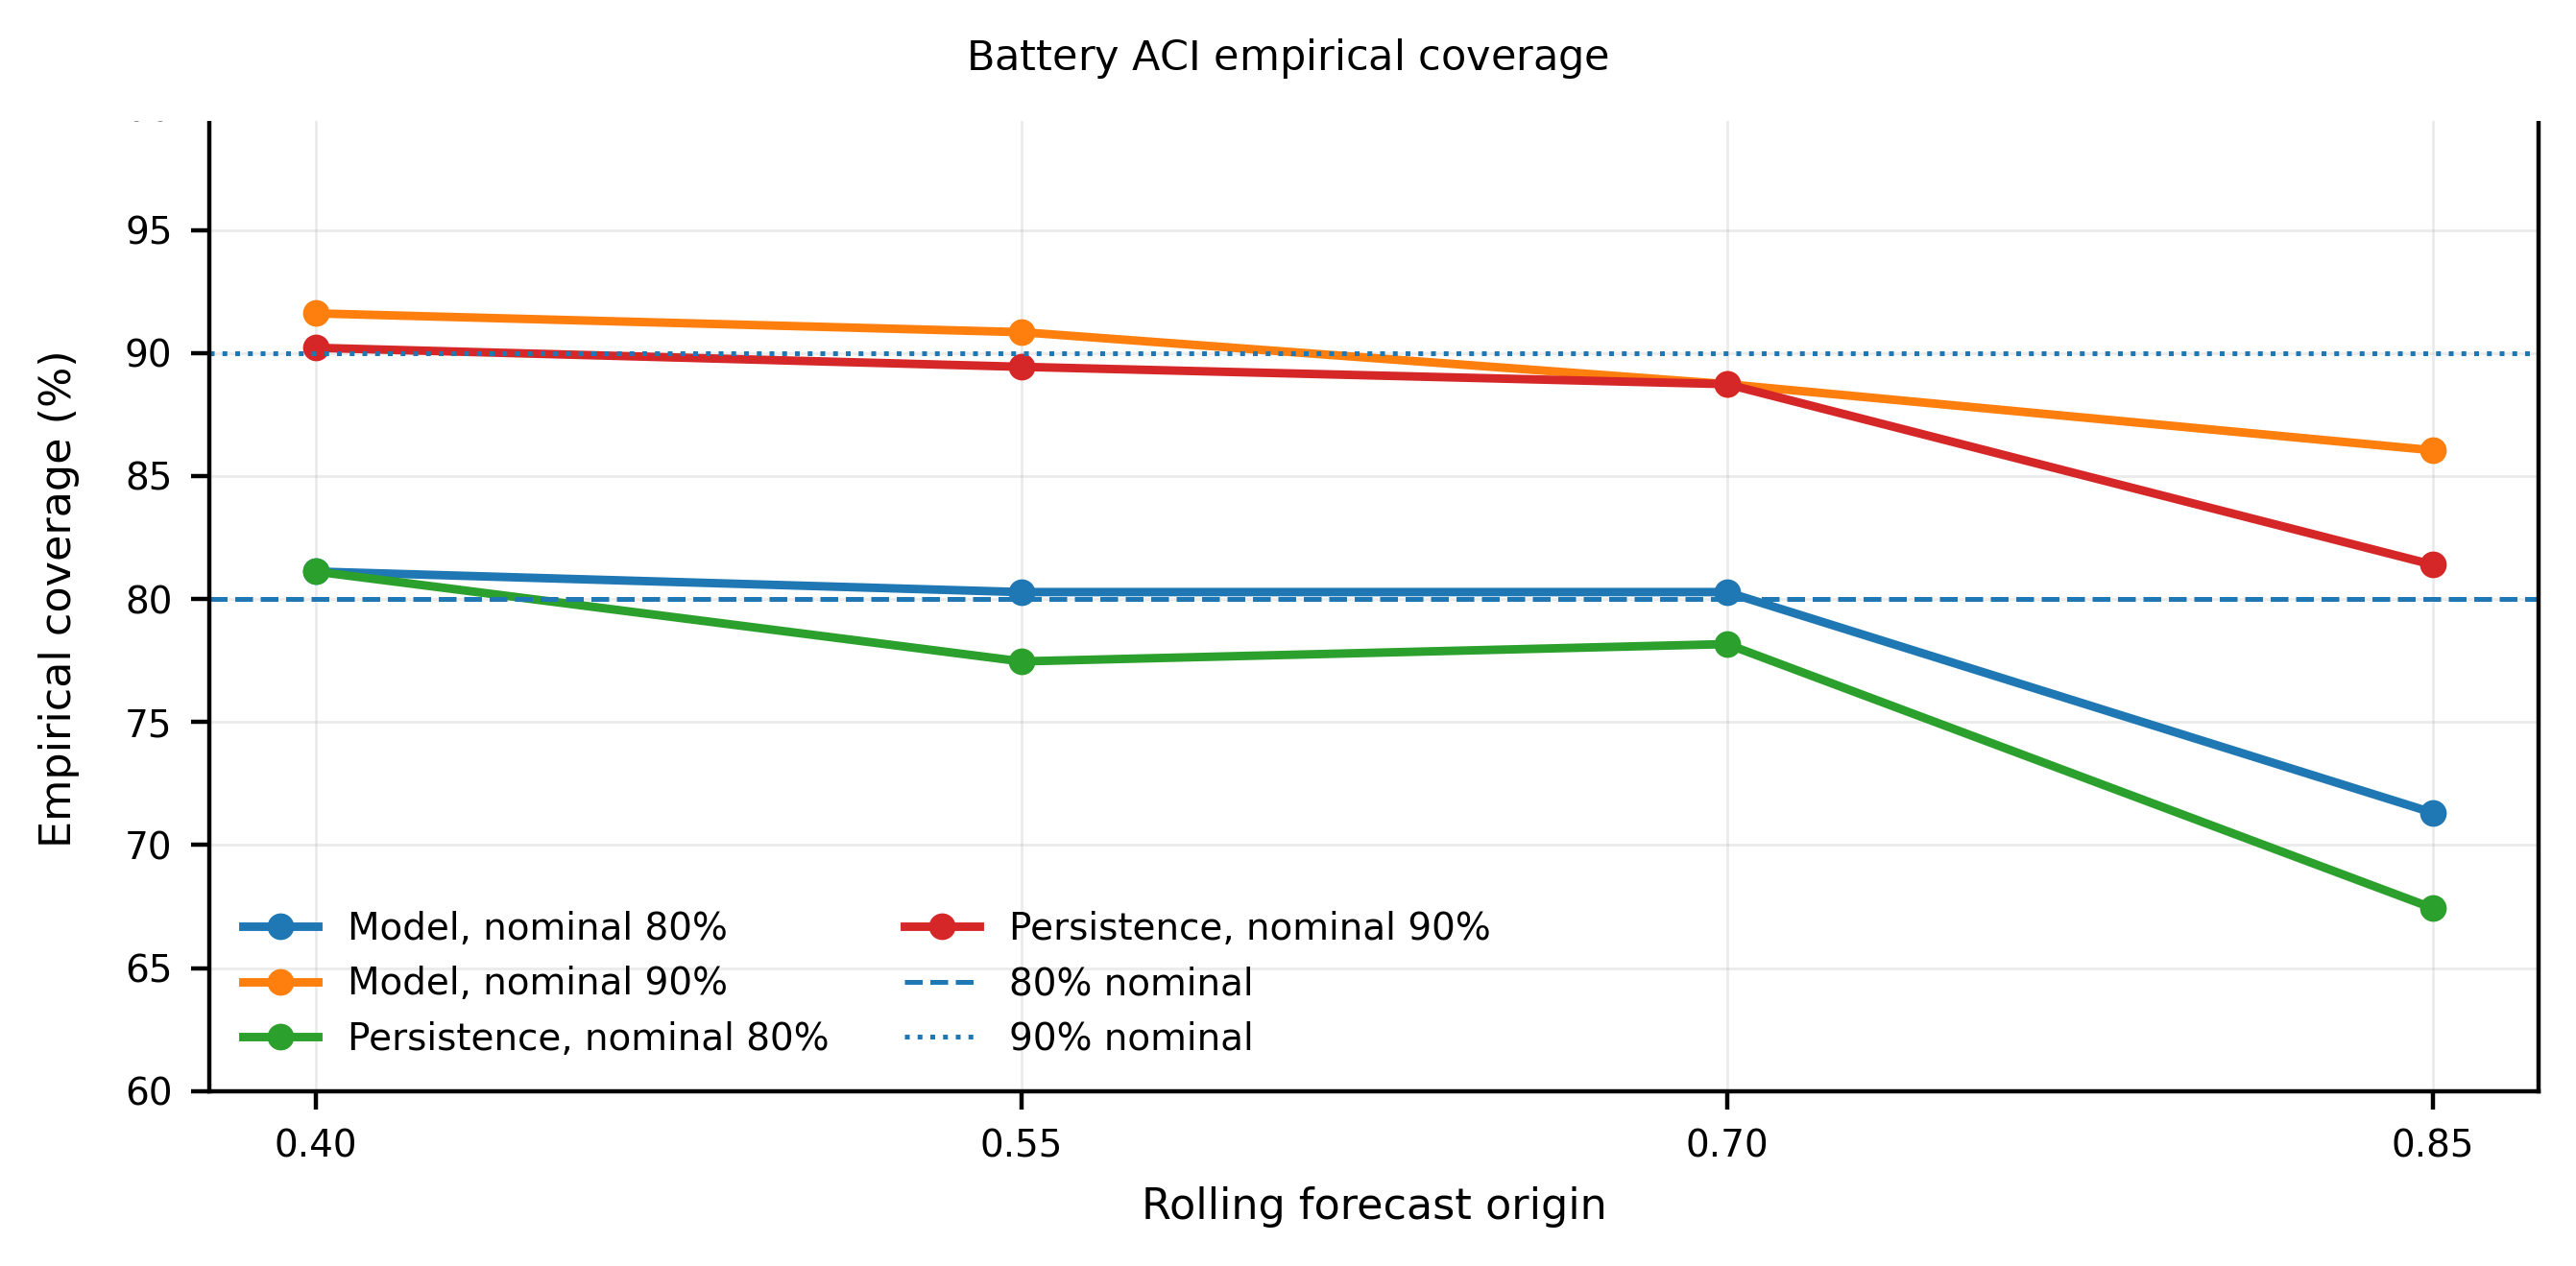 Battery ACI empirical coverage
Empirical coverage (%)
95
90
85
80
75
70
65
60
Model, nominal 80%
Model, nominal 90%
Persistence, nominal 80%
Persistence, nominal 90%
80% nominal
90% nominal
0.40 0.55 0.70 0.85
Rolling forecast origin